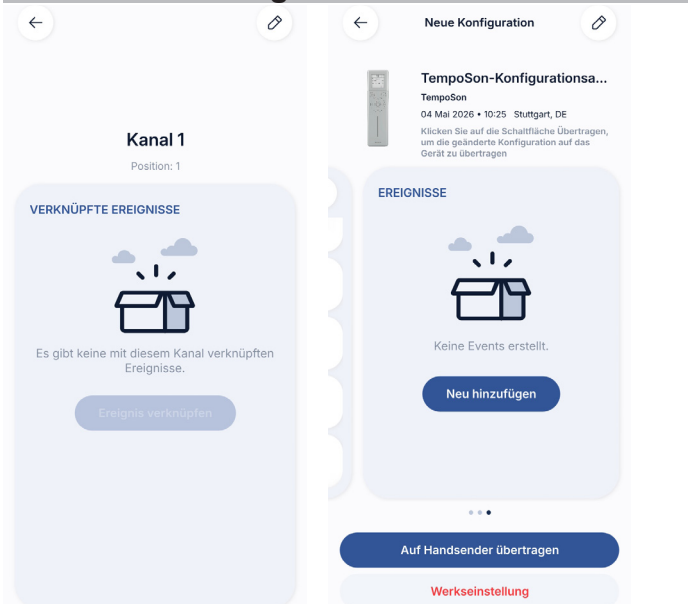 Kanal 1
Position: 1
VERKNÜPFTE EREIGNISSE
Es gibt keine mit diesem Kanal verknüpften
Ereignisse.
Ereignis verknüpfen
Neue Konfiguration
TempoSon-Konfigurationsa...
TempoSon
04 Mai 2026 • 10:25 Stuttgart, DE
Klicken Sie auf die Schaltfläche Übertragen,
um die geänderte Konfiguration auf das
Gerät zu übertragen
EREIGNISSE
Keine Events erstellt.
Neu hinzufügen
Auf Handsender übertragen
Werkseinstellung